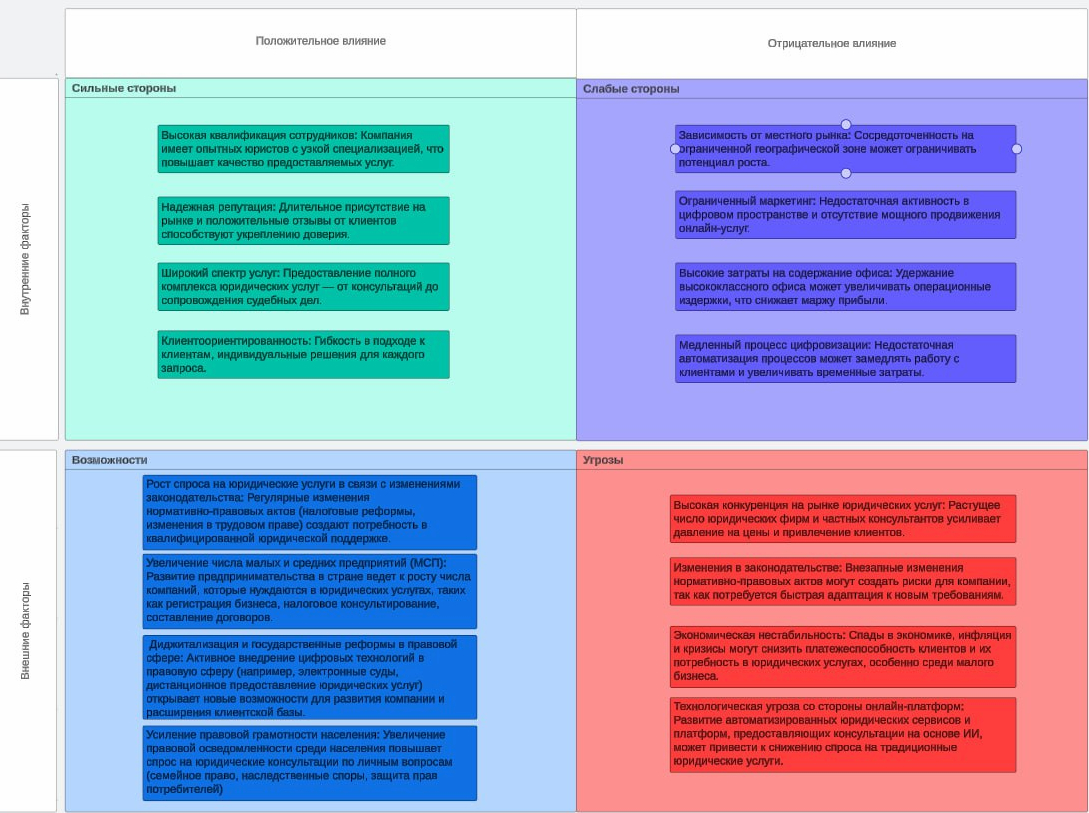 Положительное влияние
Отрицательное влияние
Внутренние факторы
Сильные стороны
Высокая квалификация сотрудников: Компания
имеет опытных юристов с узкой специализацией, что
повышает качество предоставляемых услуг.
Надежная репутация: Длительное присутствие на
рынке и положительные отзывы от клиентов
способствуют укреплению доверия.
Широкий спектр услуг: Предоставление полного
комплекса юридических услуг — от консультаций до
сопровождения судебных дел.
Клиентоориентированность: Гибкость в подходе к
клиентам, индивидуальные решения для каждого
запроса.
Слабые стороны
Зависимость от местного рынка: Сосредоточенность на
ограниченной географической зоне может ограничивать
потенциал роста.
Ограниченный маркетинг: Недостаточная активность в
цифровом пространстве и отсутствие мощного продвижения
онлайн-услуг.
Высокие затраты на содержание офиса: Удержание
высококлассного офиса может увеличивать операционные
издержки, что снижает маржу прибыли.
Медленный процесс цифровизации: Недостаточная
автоматизация процессов может замедлять работу с
клиентами и увеличивать временные затраты.
Внешние факторы
Возможности
Рост спроса на юридические услуги в связи с изменениями
законодательства: Регулярные изменения
нормативно-правовых актов (налоговые реформы,
изменения в трудовом праве) создают потребность в
квалифицированной юридической поддержке.
Увеличение числа малых и средних предприятий (МСП):
Развитие предпринимательства в стране ведет к росту числа
компаний, которые нуждаются в юридических услугах, таких
как регистрация бизнеса, налоговое консультирование,
составление договоров.
Диджитализация и государственные реформы в правовой
сфере: Активное внедрение цифровых технологий в
правовую сферу (например, электронные суды,
дистанционное предоставление юридических услуг)
открывает новые возможности для развития компании и
расширения клиентской базы.
Усиление правовой грамотности населения: Увеличение
правовой осведомленности среди населения повышает
спрос на юридические консультации по личным вопросам
(семейное право, наследственные споры, защита прав
потребителей)
Угрозы
Высокая конкуренция на рынке юридических услуг: Растущее
число юридических фирм и частных консультантов усиливает
давление на цены и привлечение клиентов.
Изменения в законодательстве: Внезапные изменения
нормативно-правовых актов могут создать риски для компании,
так как потребуется быстрая адаптация к новым требованиям.
Экономическая нестабильность: Спады в экономике, инфляция
и кризисы могут снизить платежеспособность клиентов и их
потребность в юридических услугах, особенно среди малого
бизнеса.
Технологическая угроза со стороны онлайн-платформ:
Развитие автоматизированных юридических сервисов и
платформ, предоставляющих консультации на основе ИИ,
может привести к снижению спроса на традиционные
юридические услуги.